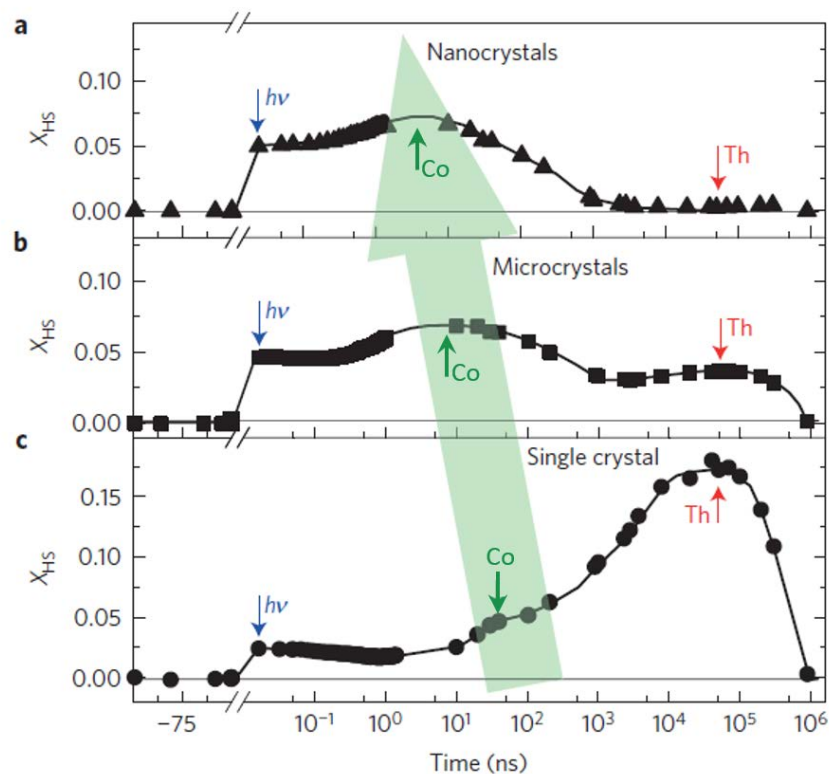 a
Nanocrystals
0.10
hν
0.05
Co
Th
0.00
X_HS
b
Microcrystals
0.10
hν
Th
0.05
Co
0.00
X_HS
c
Single crystal
0.15
Th
0.10
Co
0.05
hν
0.00
X_HS
−75 10⁻¹ 10⁰ 10¹ 10² 10³ 10⁴ 10⁵ 10⁶
Time (ns)